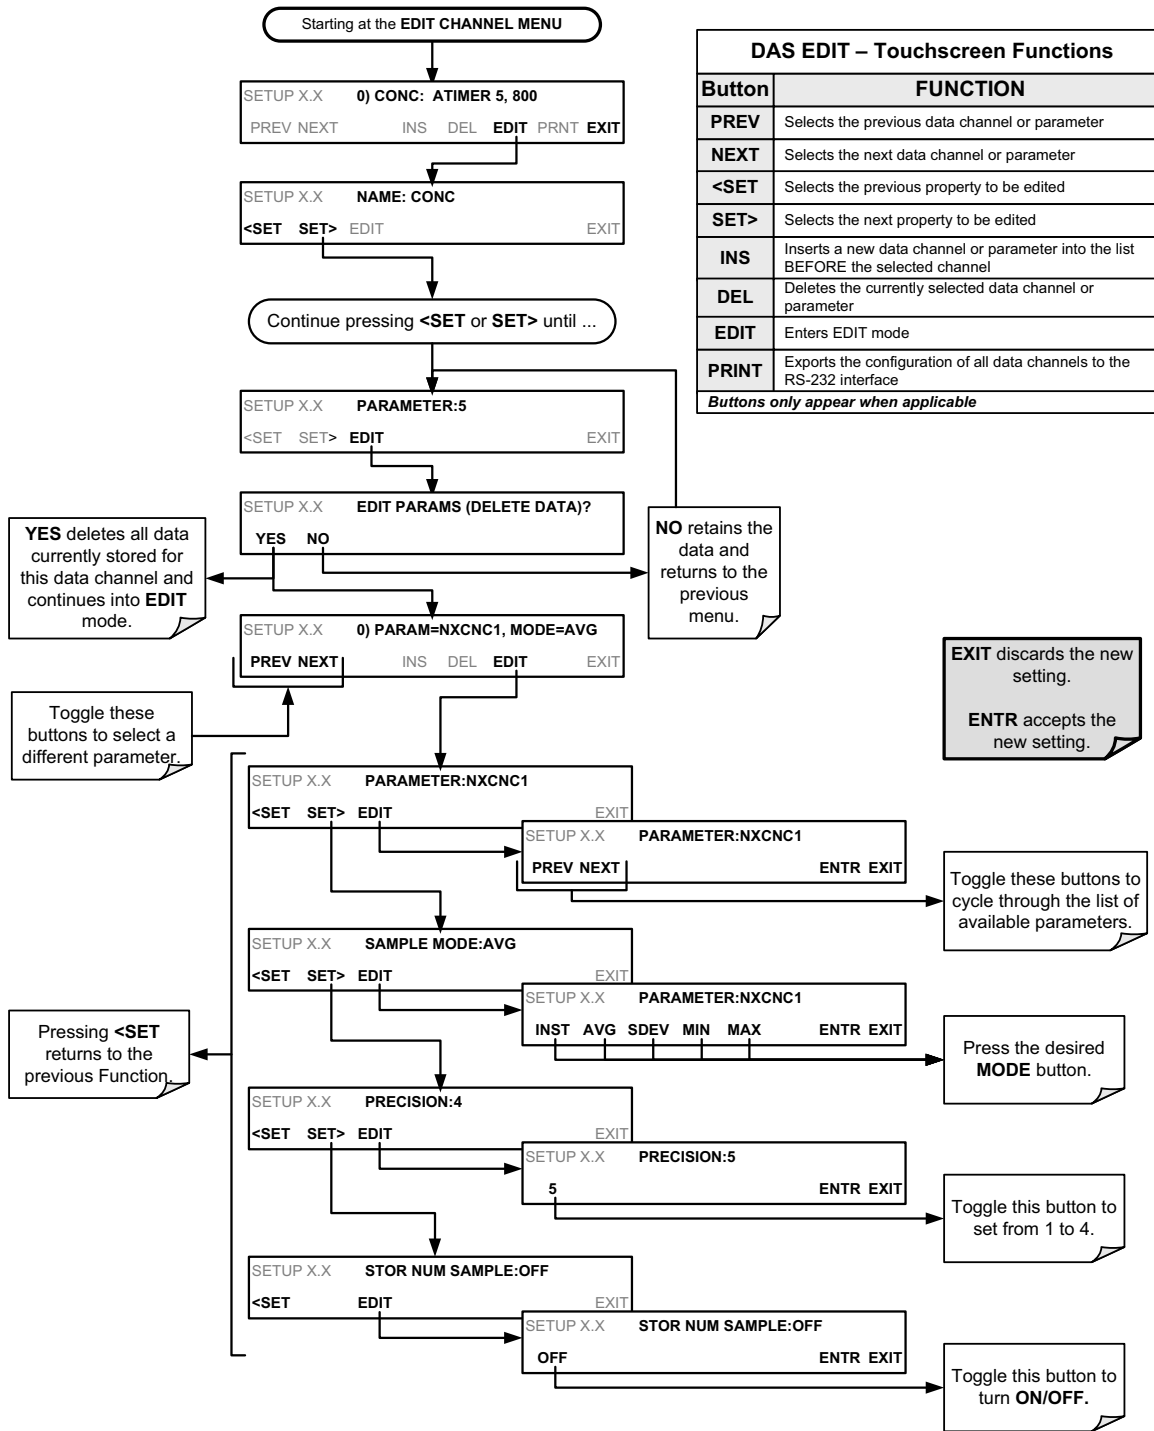 Starting at the EDIT CHANNEL MENU
SETUP X.X 0) CONC: ATIMER 5, 800
PREV NEXT INS DEL EDIT PRNT EXIT
SETUP X.X NAME: CONC
<SET SET> EDIT EXIT
Continue pressing <SET or SET> until ...
SETUP X.X PARAMETER:5
<SET SET> EDIT EXIT
SETUP X.X EDIT PARAMS (DELETE DATA)?
YES NO
YES deletes all data
currently stored for
this data channel and
continues into EDIT
mode.
NO retains the
data and
returns to the
previous
menu.
SETUP X.X 0) PARAM=NXCNC1, MODE=AVG
PREV NEXT INS DEL EDIT EXIT
Toggle these
buttons to select a
different parameter.
DAS EDIT – Touchscreen Functions
Button FUNCTION
PREV Selects the previous data channel or parameter
NEXT Selects the next data channel or parameter
<SET Selects the previous property to be edited
SET> Selects the next property to be edited
INS Inserts a new data channel or parameter into the list
BEFORE the selected channel
DEL Deletes the currently selected data channel or
parameter
EDIT Enters EDIT mode
PRINT Exports the configuration of all data channels to the
RS-232 interface
Buttons only appear when applicable
EXIT discards the new
setting.
ENTR accepts the
new setting.
SETUP X.X PARAMETER:NXCNC1
<SET SET> EDIT EXIT
SETUP X.X PARAMETER:NXCNC1
PREV NEXT ENTR EXIT
Toggle these buttons to
cycle through the list of
available parameters.
SETUP X.X SAMPLE MODE:AVG
<SET SET> EDIT EXIT
SETUP X.X PARAMETER:NXCNC1
INST AVG SDEV MIN MAX ENTR EXIT
Press the desired
MODE button.
Pressing <SET
returns to the
previous Function.
SETUP X.X PRECISION:4
<SET SET> EDIT EXIT
SETUP X.X PRECISION:5
5 ENTR EXIT
Toggle this button to
set from 1 to 4.
SETUP X.X STOR NUM SAMPLE:OFF
<SET EDIT EXIT
SETUP X.X STOR NUM SAMPLE:OFF
OFF ENTR EXIT
Toggle this button to
turn ON/OFF.